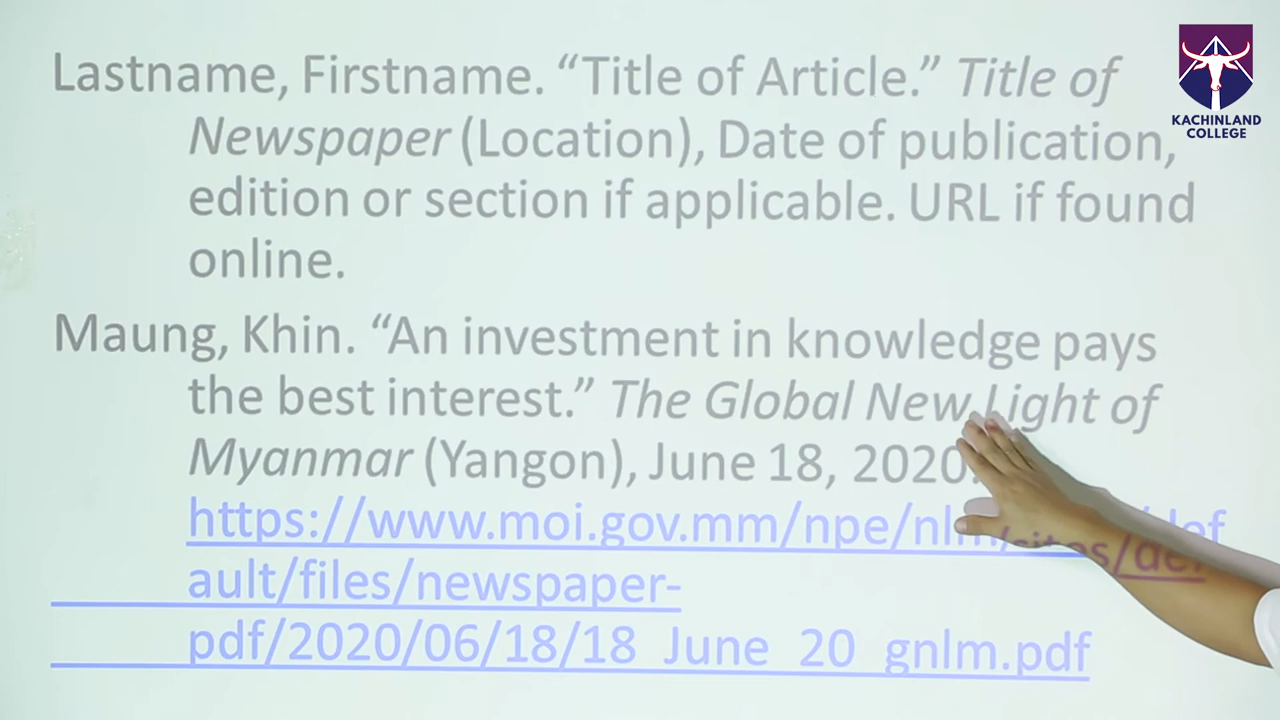 Lastname, Firstname. “Title of Article.” Title of
Newspaper (Location), Date of publication,
edition or section if applicable. URL if found
online.
Maung, Khin. “An investment in knowledge pays
the best interest.” The Global New Light of
Myanmar (Yangon), June 18, 2020.
https://www.moi.gov.mm/npe/nlm/sites/def
ault/files/newspaper-
pdf/2020/06/18/18_June_20_gnlm.pdf
KACHINLAND
COLLEGE